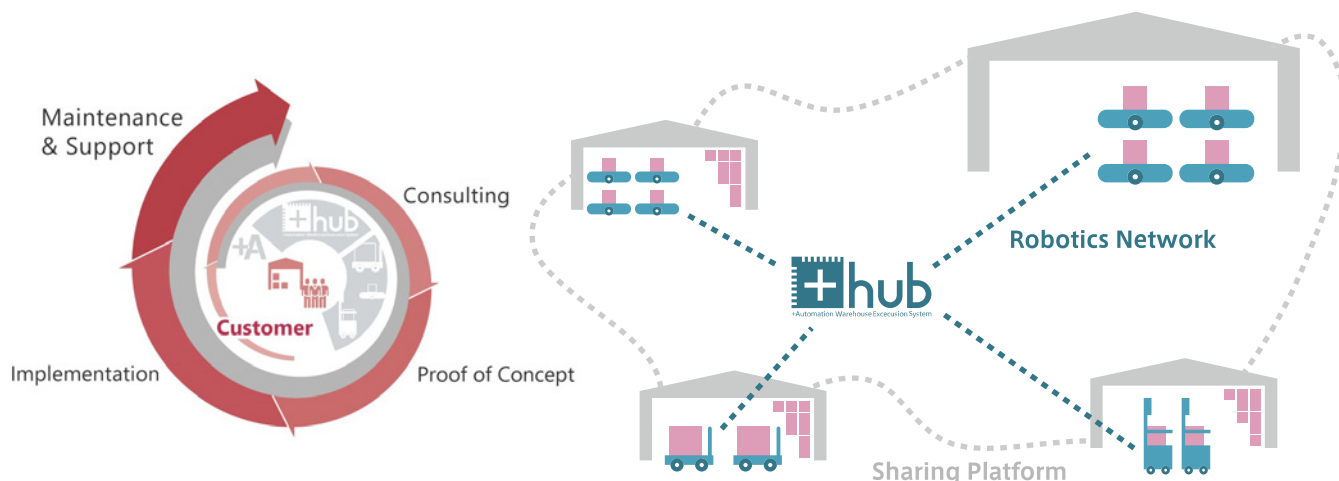 Maintenance
& Support
Consulting
+hub
+A
Customer
Implementation
Proof of Concept
Robotics Network
+hub
+Automation Warehouse Excecusion System
Sharing Platform